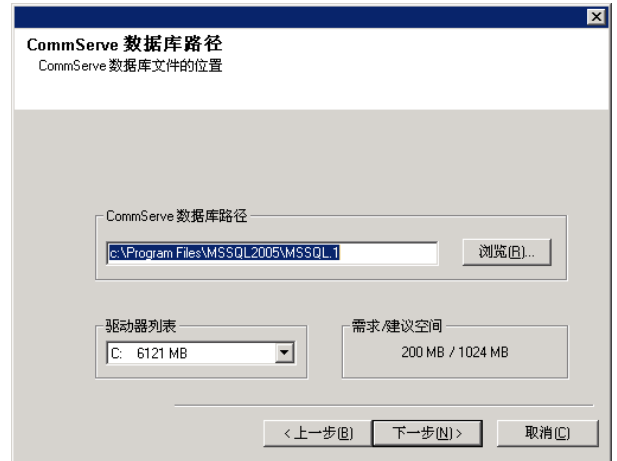 CommServe 数据库路径
CommServe 数据库文件的位置
CommServe 数据库路径
c:\Program Files\MSSQL2005\MSSQL.1
浏览(R)...
驱动器列表
需求/建议空间
C: 6121 MB
200 MB / 1024 MB
<上一步(B)
下一步(N)>
取消(C)